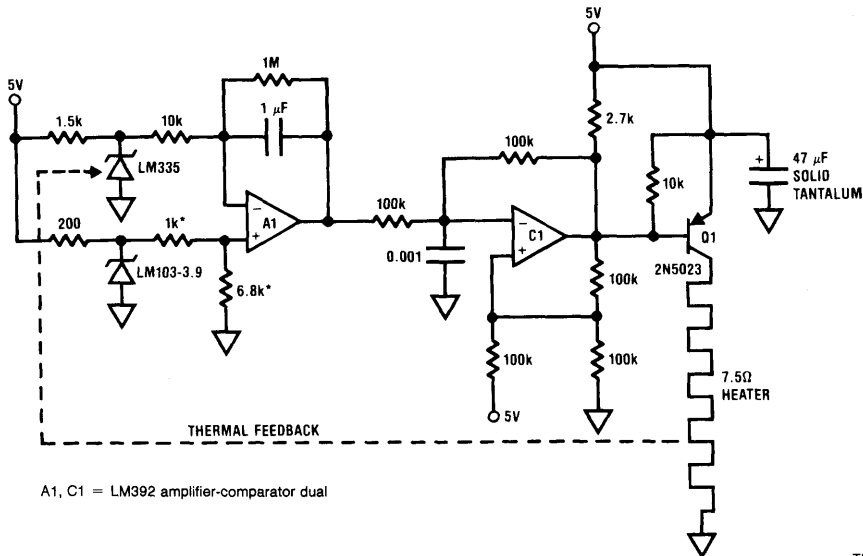 5V
5V
1M
1.5k
10k
1 μF
2.7k
LM335
100k
100k
10k
+
47 μF
SOLID
TANTALUM
−
A1
+
200
1k*
−
C1
+
Q1
2N5023
LM103-3.9
0.001
6.8k*
100k
100k
100k
7.5Ω
HEATER
5V
THERMAL FEEDBACK
A1, C1 = LM392 amplifier-comparator dual